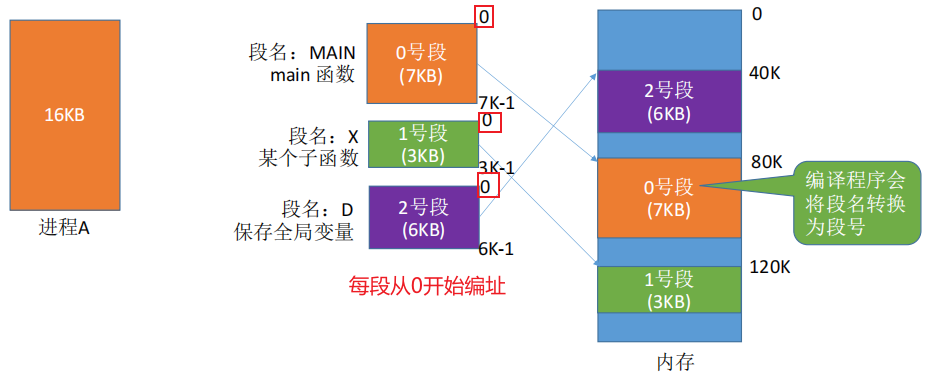 16KB
进程A
段名：MAIN
main 函数
0
0号段
(7KB)
7K-1
段名：X
某个子函数
0
1号段
(3KB)
3K-1
段名：D
保存全局变量
0
2号段
(6KB)
6K-1
每段从0开始编址
0
40K
2号段
(6KB)
80K
0号段
(7KB)
120K
1号段
(3KB)
内存
编译程序会
将段名转换
为段号